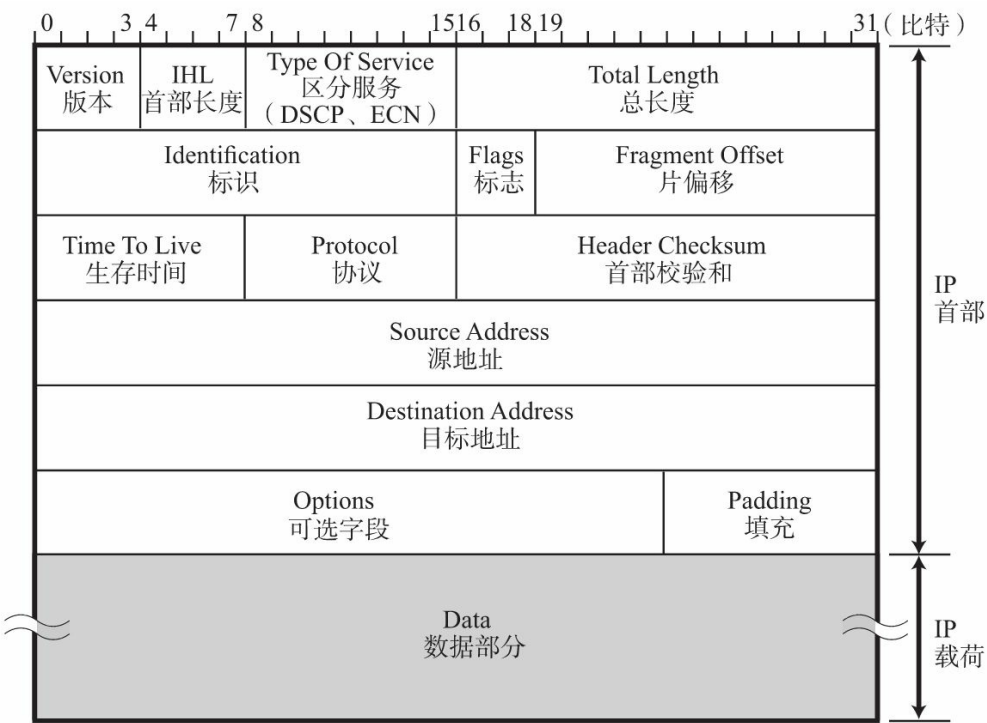 0 3 4 7 8 15 16 18 19 31（比特）
Version
版本
IHL
首部长度
Type Of Service
区分服务
（DSCP、ECN）
Total Length
总长度
Identification
标识
Flags
标志
Fragment Offset
片偏移
Time To Live
生存时间
Protocol
协议
Header Checksum
首部校验和
IP
首部
Source Address
源地址
Destination Address
目标地址
Options
可选字段
Padding
填充
Data
数据部分
IP
载荷